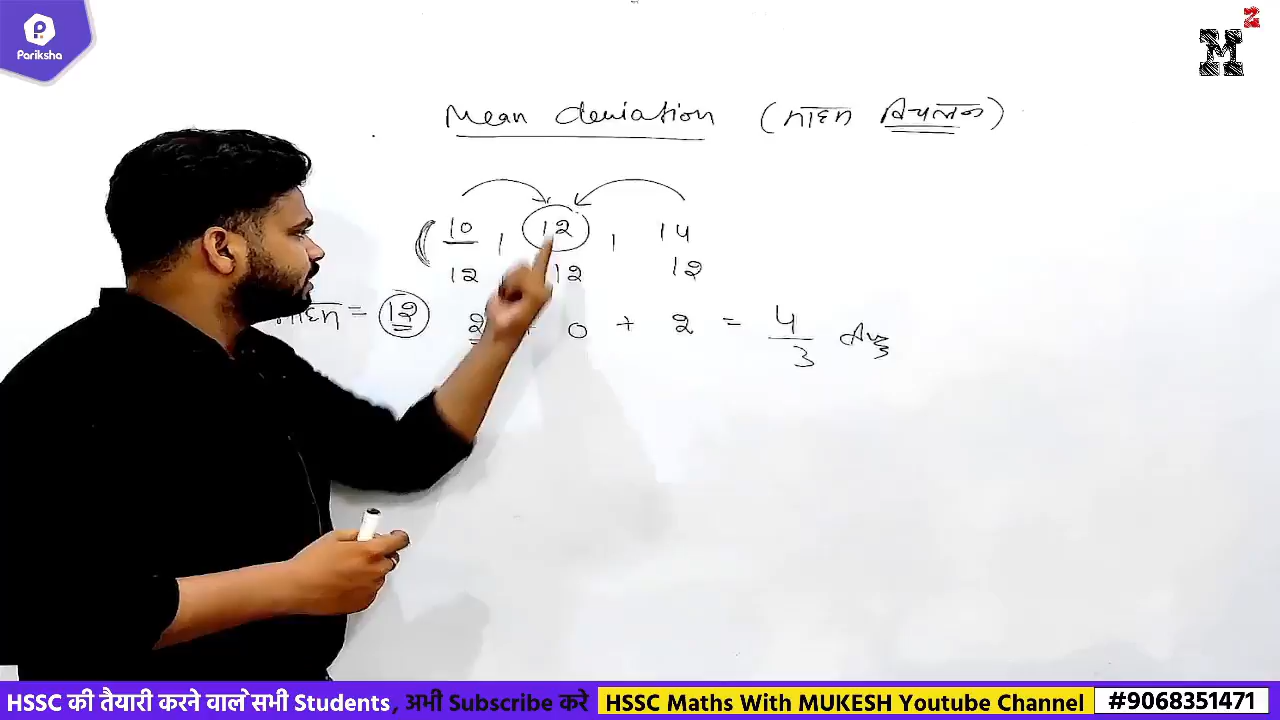 Pariksha
M2
Mean deviation (माध्य विचलन)
( 10 , 12 , 14
12 12 12
माध्य = 12 2 + 0 + 2 = 4/3 Ans
HSSC की तैयारी करने वाले सभी Students, अभी Subscribe करे HSSC Maths With MUKESH Youtube Channel #9068351471